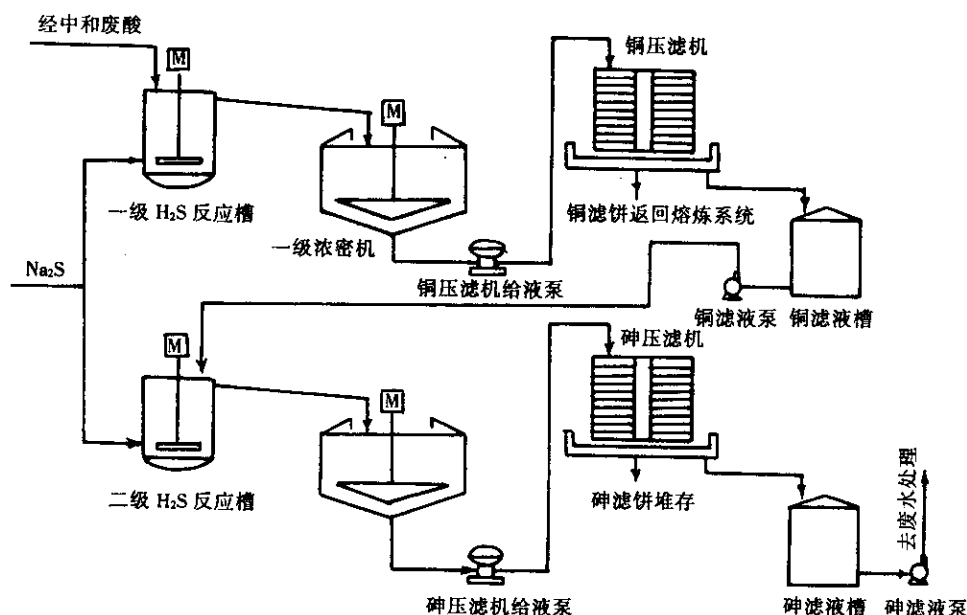 经中和废酸
M
铜压滤机
M
一级 H₂S 反应槽
铜滤饼返回熔炼系统
一级浓密机
Na₂S
铜压滤机给液泵
铜滤液泵
铜滤液槽
M
砷压滤机
M
二级 H₂S 反应槽
砷滤饼堆存
去废水处理
砷压滤机给液泵
砷滤液槽
砷滤液泵